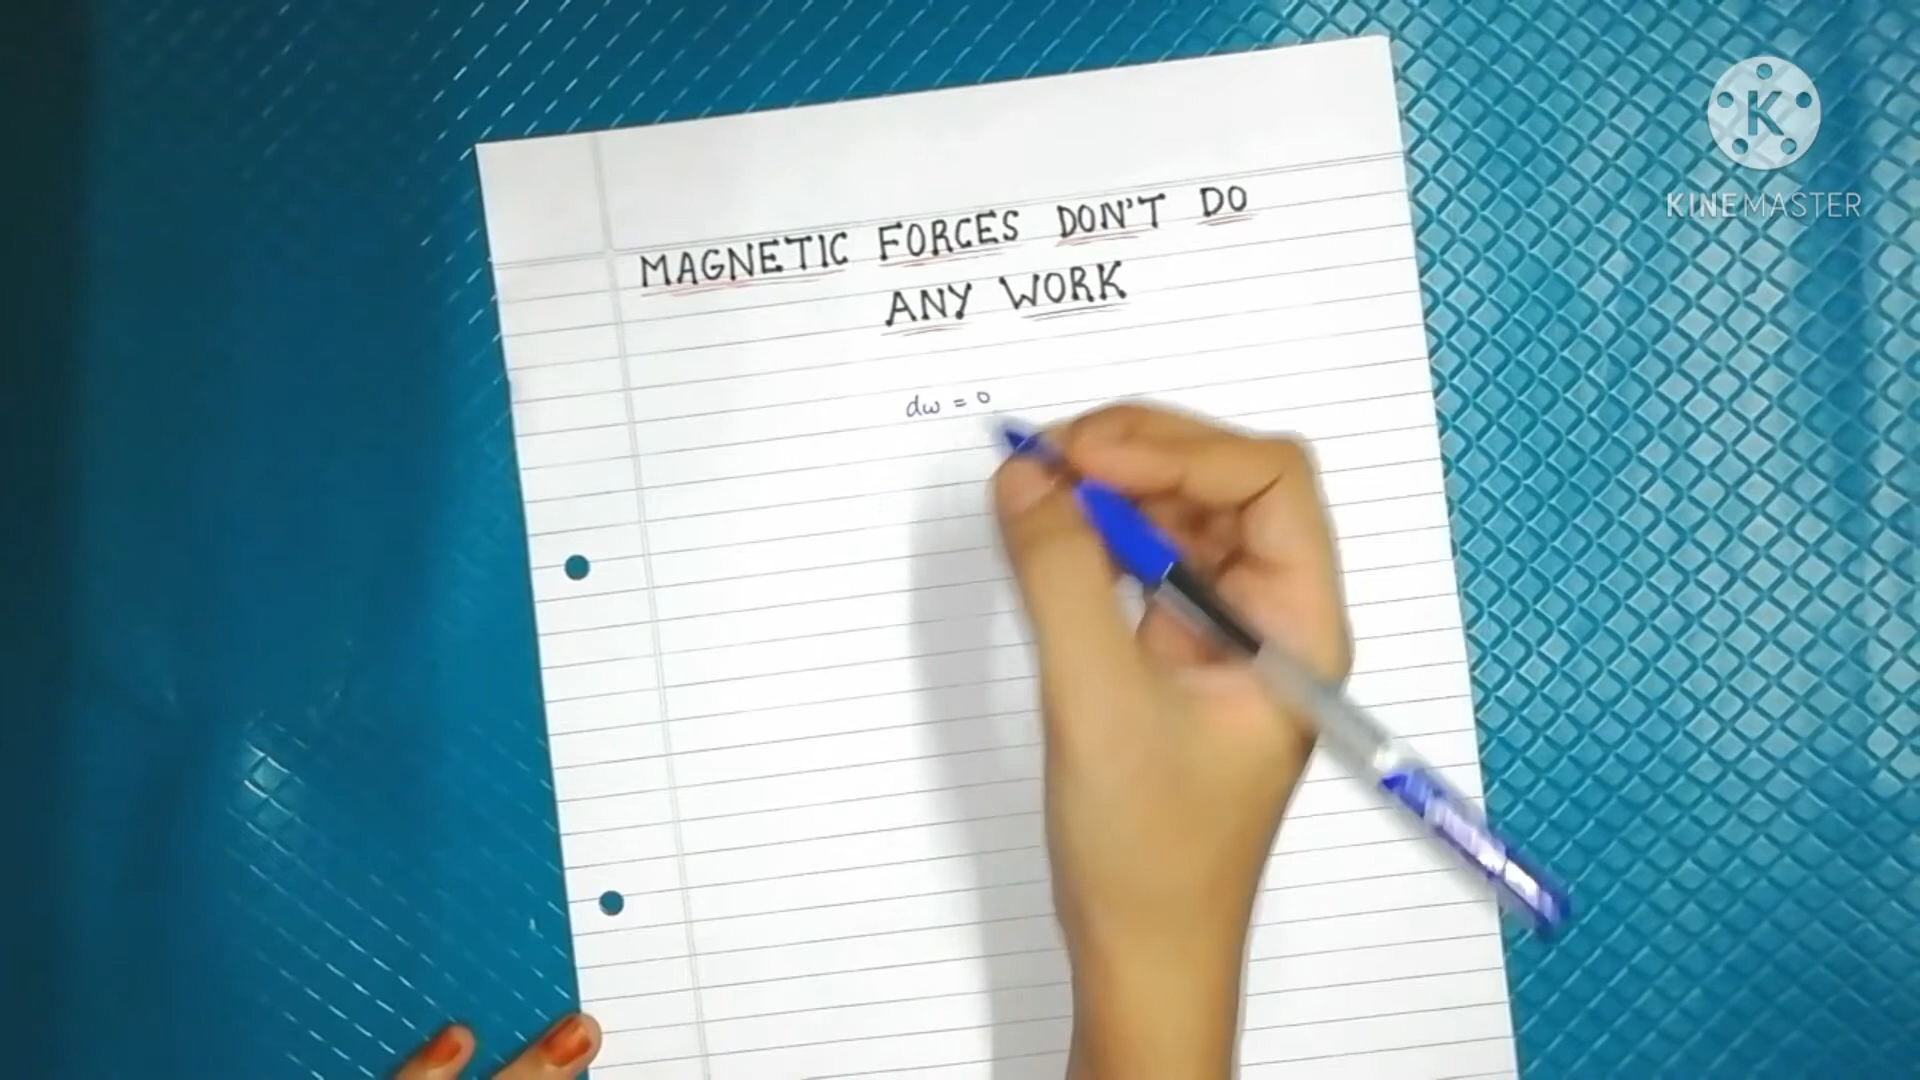 MAGNETIC FORCES DON'T DO
ANY WORK
dw = 0
K
KINEMASTER